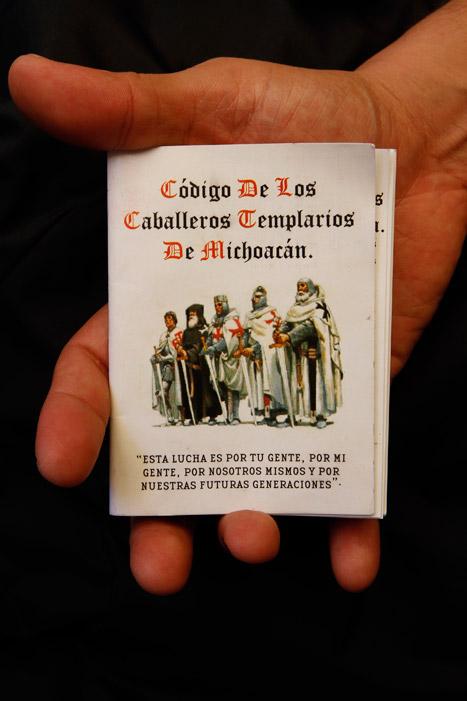 Código De Los
Caballeros Templarios
De Michoacán.
"ESTA LUCHA ES POR TU GENTE, POR MI
GENTE, POR NOSOTROS MISMOS Y POR
NUESTRAS FUTURAS GENERACIONES".